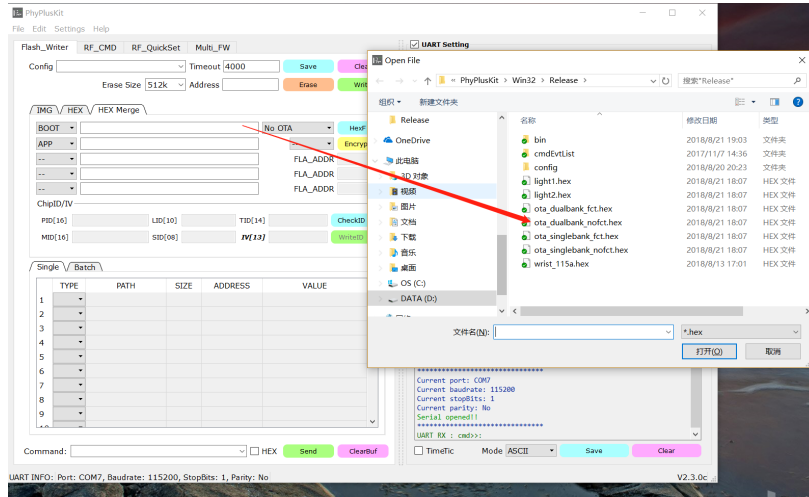 PhyPlusKit
File Edit Settings Help
Flash_Writer RF_CMD RF_QuickSet Multi_FW
Config Timeout 4000 Save
Erase Size 512k Address Erase
IMG HEX HEX Merge
BOOT No OTA HexF
APP -- Encryp
-- FLA_ADDR
-- FLA_ADDR
-- FLA_ADDR
ChipID/IV
PID[16] LID[10] TID[14] CheckID
MID[16] SID[08] IV[13] WriteID
Single Batch
TYPE PATH SIZE ADDRESS VALUE
1
2
3
4
5
6
7
8
9
Command: HEX Send ClearBuf
UART INFO: Port: COM7, Baudrate: 115200, StopBits: 1, Parity: No
UART Setting
Open File
« PhyPlusKit > Win32 > Release >
搜索"Release"
组织 新建文件夹
Release
OneDrive
此电脑
3D 对象
视频
图片
文档
下载
音乐
桌面
OS (C:)
DATA (D:)
名称 修改日期 类型
bin 2018/8/21 19:03 文件夹
cmdEvtList 2017/11/7 14:36 文件夹
config 2018/8/20 20:23 文件夹
light1.hex 2018/8/21 18:07 HEX 文件
light2.hex 2018/8/21 18:07 HEX 文件
ota_dualbank_fct.hex 2018/8/21 18:07 HEX 文件
ota_dualbank_nofct.hex 2018/8/21 18:07 HEX 文件
ota_singlebank_fct.hex 2018/8/21 18:07 HEX 文件
ota_singlebank_nofct.hex 2018/8/21 18:07 HEX 文件
wrist_115a.hex 2018/8/13 17:01 HEX 文件
文件名(N): *.hex
打开(O) 取消
*******************************
Current port: COM7
Current baudrate: 115200
Current stopBits: 1
Current parity: No
Serial opened!!
*******************************
UART RX : cmd>>:
TimeTic Mode ASCII Save Clear
V2.3.0c